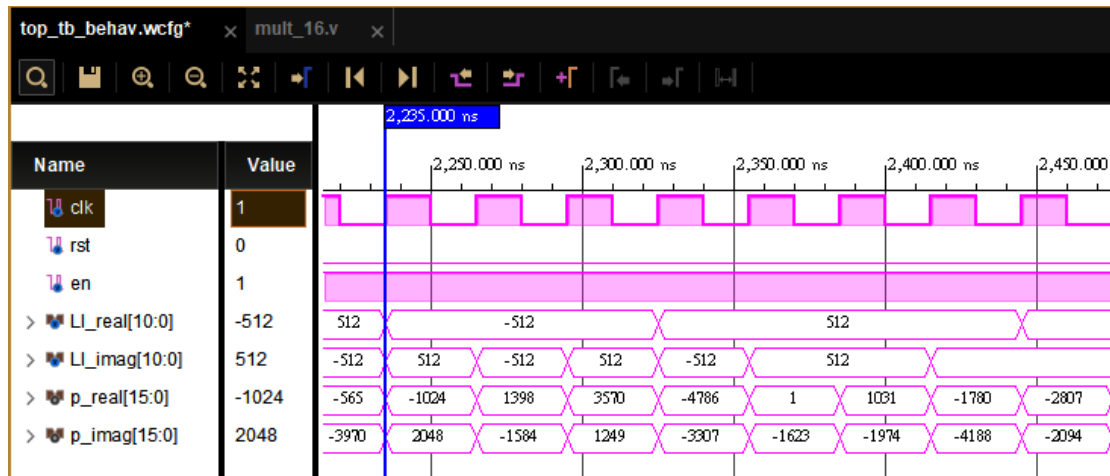 top_tb_behav.wcfg* × mult_16.v ×
2,235.000 ns
Name Value 2,250.000 ns 2,300.000 ns 2,350.000 ns 2,400.000 ns 2,450.000
clk 1
rst 0
en 1
LI_real[10:0] -512 512 -512 512
LI_imag[10:0] 512 -512 512 -512 512 -512 512
p_real[15:0] -1024 -565 -1024 1398 3570 -4786 1 1031 -1780 -2807
p_imag[15:0] 2048 -3970 2048 -1584 1249 -3307 -1623 -1974 -4188 -2094